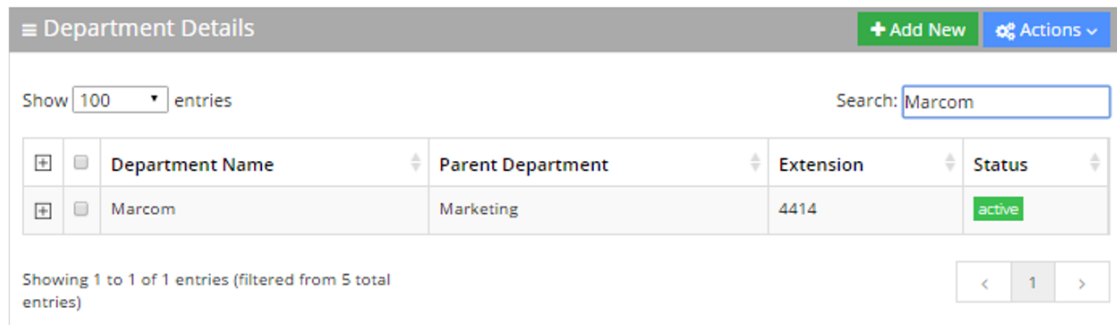 Department Details
Add New
Actions
Show 100 entries
Search: Marcom
Department Name Parent Department Extension Status
Marcom Marketing 4414 active
Showing 1 to 1 of 1 entries (filtered from 5 total
entries)
< 1 >